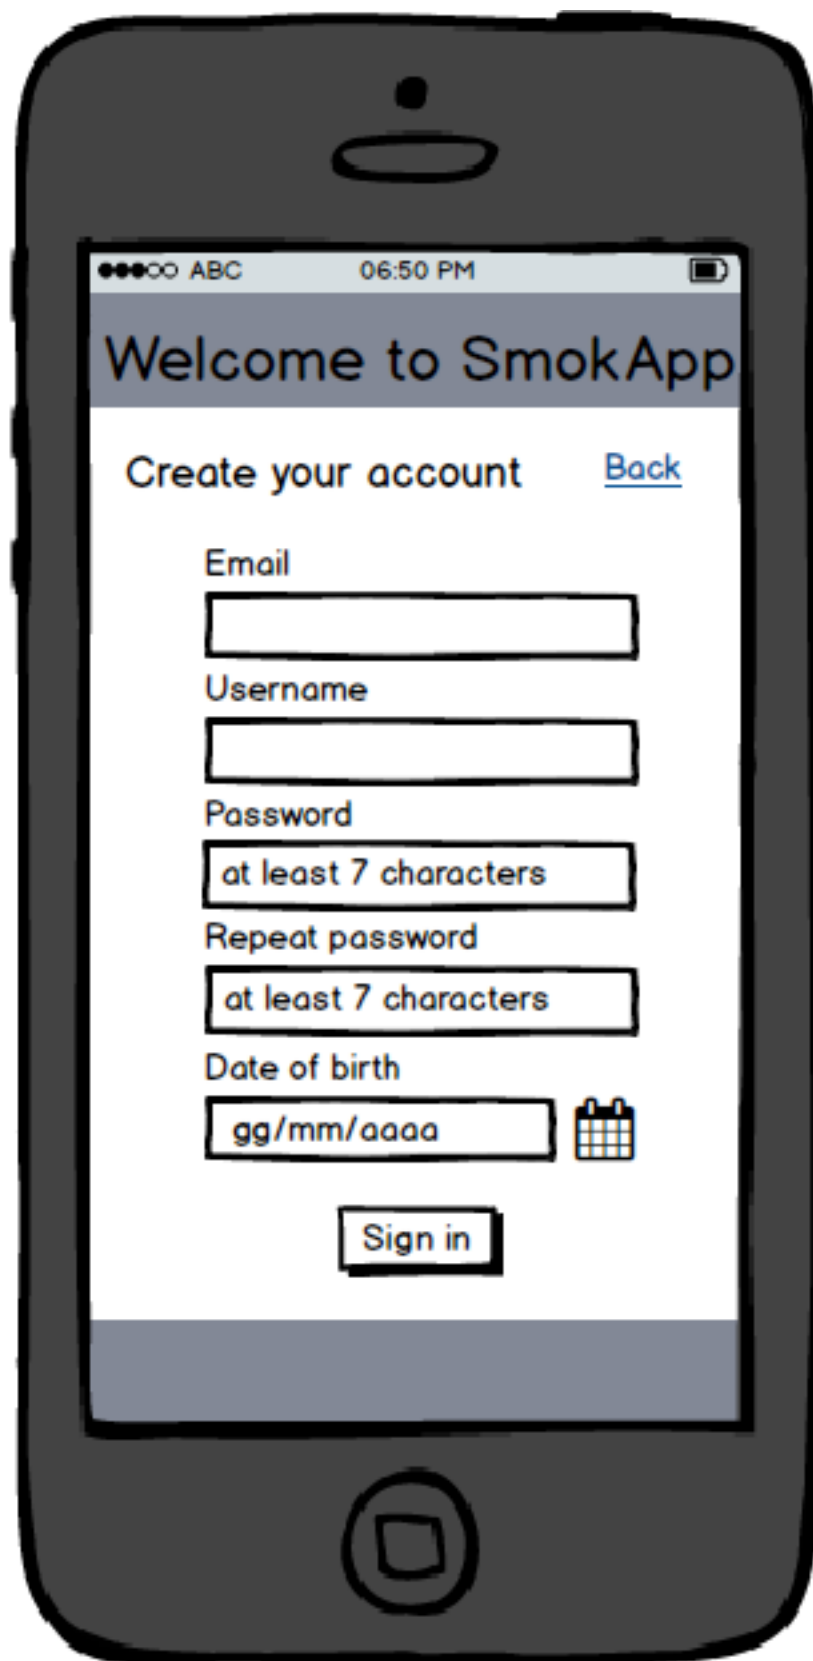 ABC 06:50 PM
Welcome to SmokApp
Create your account Back
Email
Username
Password
at least 7 characters
Repeat password
at least 7 characters
Date of birth
gg/mm/aaaa
Sign in